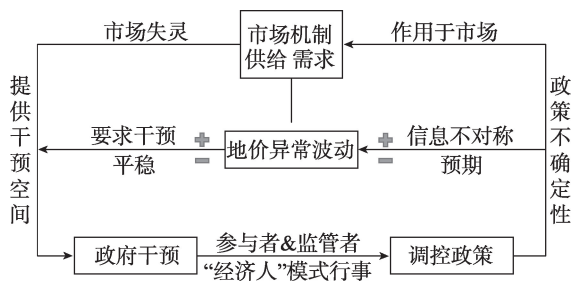 市场失灵
市场机制
供给 需求
作用于市场
提供干预空间
要求干预
平稳
地价异常波动
信息不对称
预期
政策不确定性
政府干预
参与者&监管者
“经济人”模式行事
调控政策